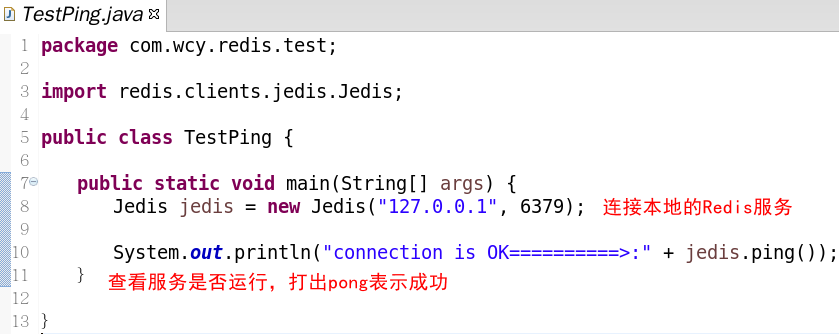 TestPing.java
1 package com.wcy.redis.test;
2
3 import redis.clients.jedis.Jedis;
4
5 public class TestPing {
6
7 public static void main(String[] args) {
8 Jedis jedis = new Jedis("127.0.0.1", 6379); 连接本地的Redis服务
9
10 System.out.println("connection is OK==========>:" + jedis.ping());
11 } 查看服务是否运行，打出pong表示成功
12
13 }